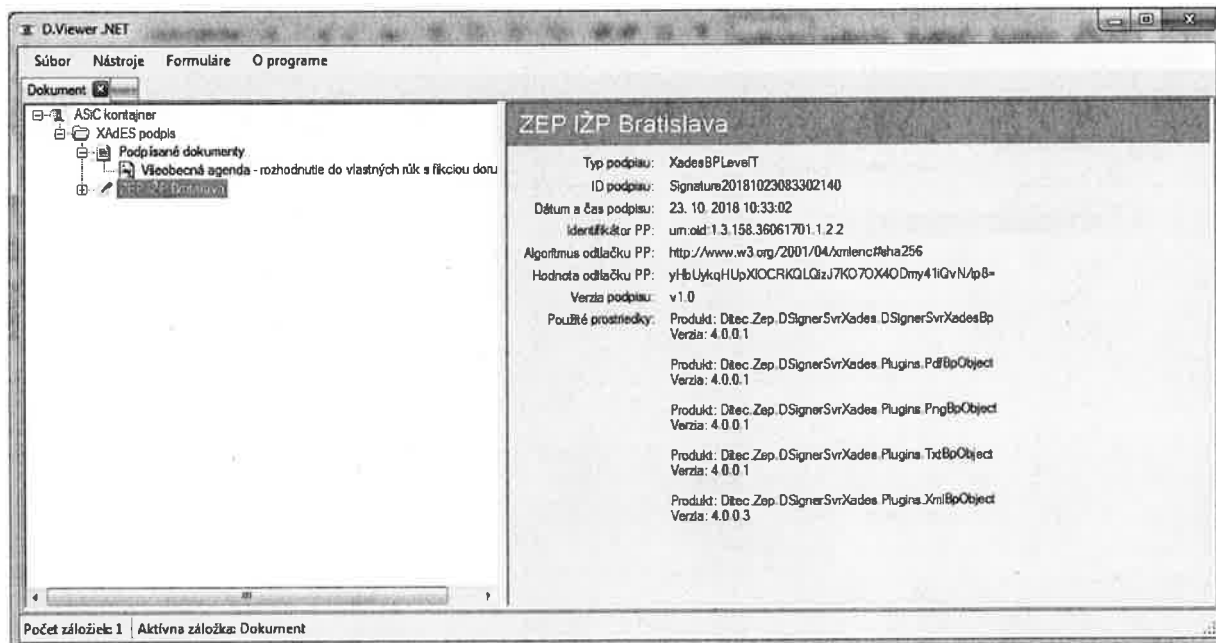 D.Viewer .NET
Súbor Nástroje Formuláre O programe
Dokument
ASiC kontajner
XAdES podpis
Podpísané dokumenty
Všeobecná agenda - rozhodnutie do vlastných rúk s fikciou doru
ZEP IŽP Bratislava
ZEP IŽP Bratislava
Typ podpisu: XadesBPLevelT
ID podpisu: Signature20181023083302140
Dátum a čas podpisu: 23. 10. 2018 10:33:02
Identifikátor PP: urn:oid:1.3.158.36061701.1.2.2
Algoritmus odtlačku PP: http://www.w3.org/2001/04/xmlenc#sha256
Hodnota odtlačku PP:
Verzia podpisu: v1.0
Použité prostriedky: Produkt: Ditec.Zep.DSignerSvrXades.DSignerSvrXadesBp
Verzia: 4.0.0.1
Produkt: Ditec.Zep.DSignerSvrXades.Plugins.PdfBpObject
Verzia: 4.0.0.1
Produkt: Ditec.Zep.DSignerSvrXades.Plugins.PngBpObject
Verzia: 4.0.0.1
Produkt: Ditec.Zep.DSignerSvrXades.Plugins.TxtBpObject
Verzia: 4.0.0.1
Produkt: Ditec.Zep.DSignerSvrXades.Plugins.XmlBpObject
Verzia: 4.0.0.3
Počet záložiek: 1 Aktívna záložka: Dokument